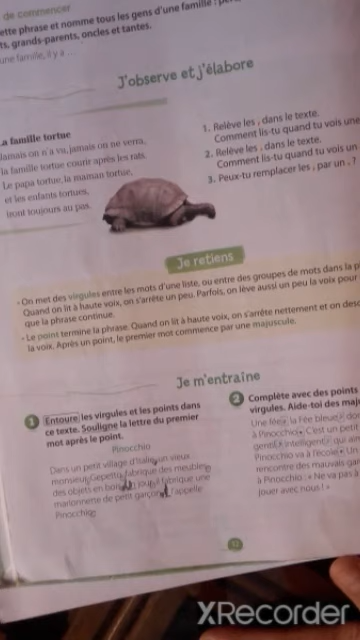 de commencer
ette phrase et nomme tous les gens d'une famille :
ts, grands-parents, oncles et tantes.
une famille, il y a ...
J'observe et j'élabore
La famille tortue
Jamais on n'a vu, jamais on ne verra,
la famille tortue courir après les rats.
Le papa tortue, la maman tortue,
et les enfants tortues,
iront toujours au pas.
1. Relève les , dans le texte.
Comment lis-tu quand tu vois une
2. Relève les . dans le texte.
Comment lis-tu quand tu vois un
3. Peux-tu remplacer les , par un . ?
Je retiens
• On met des virgules entre les mots d'une liste, ou entre des groupes de mots dans la
Quand on lit à haute voix, on s'arrête un peu. Parfois, on lève aussi un peu la voix pour
que la phrase continue.
• Le point termine la phrase. Quand on lit à haute voix, on s'arrête nettement et on
la voix. Après un point, le premier mot commence par une majuscule.
Je m'entraîne
1 Entoure les virgules et les points dans
ce texte. Souligne la lettre du premier
mot après le point.
Pinocchio
Dans un petit village d'Italie, un vieux
monsieur, Gepetto, fabrique des meubles,
des objets en bois. Un jour, il fabrique une
marionnette de petit garçon. Il l'appelle
Pinocchio.
2 Complète avec des points
virgules. Aide-toi des
Une fée, la Fée bleue,
à Pinocchio. C'est un petit
gentil, intelligent, qui
Pinocchio va à l'école. Un
rencontre des mauvais
à Pinocchio : « Ne va pas à
jouer avec nous ! »
XRecorder